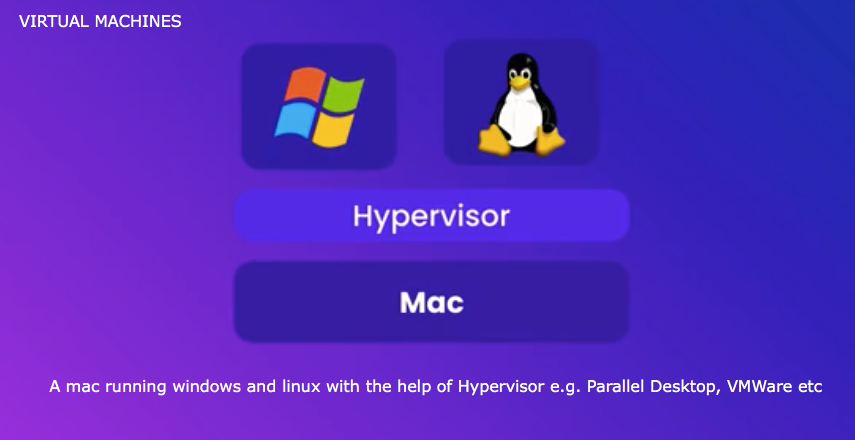 VIRTUAL MACHINES
Hypervisor
Mac
A mac running windows and linux with the help of Hypervisor e.g. Parallel Desktop, VMWare etc